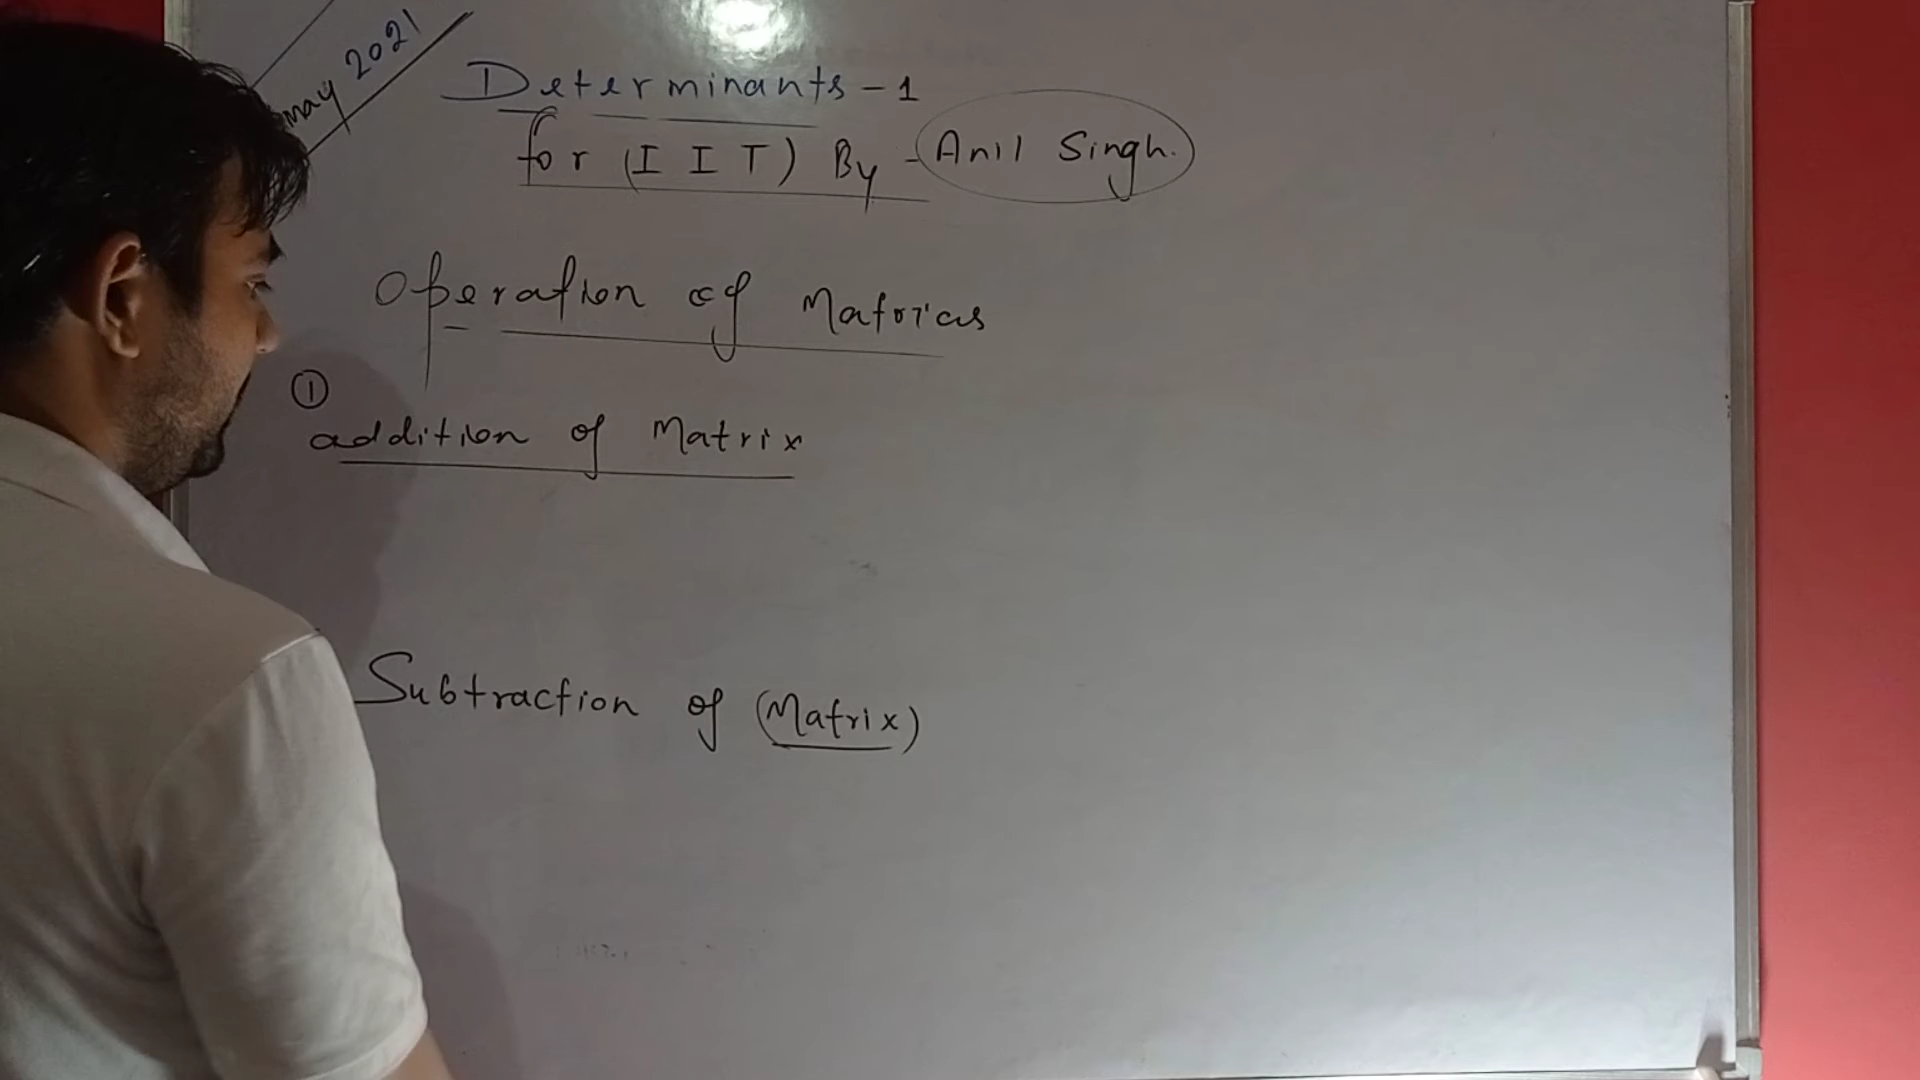 may 2021
Determinants - 1
for (I I T) By - Anil Singh.
Operation of Matrices
①
addition of Matrix
Subtraction of (Matrix)